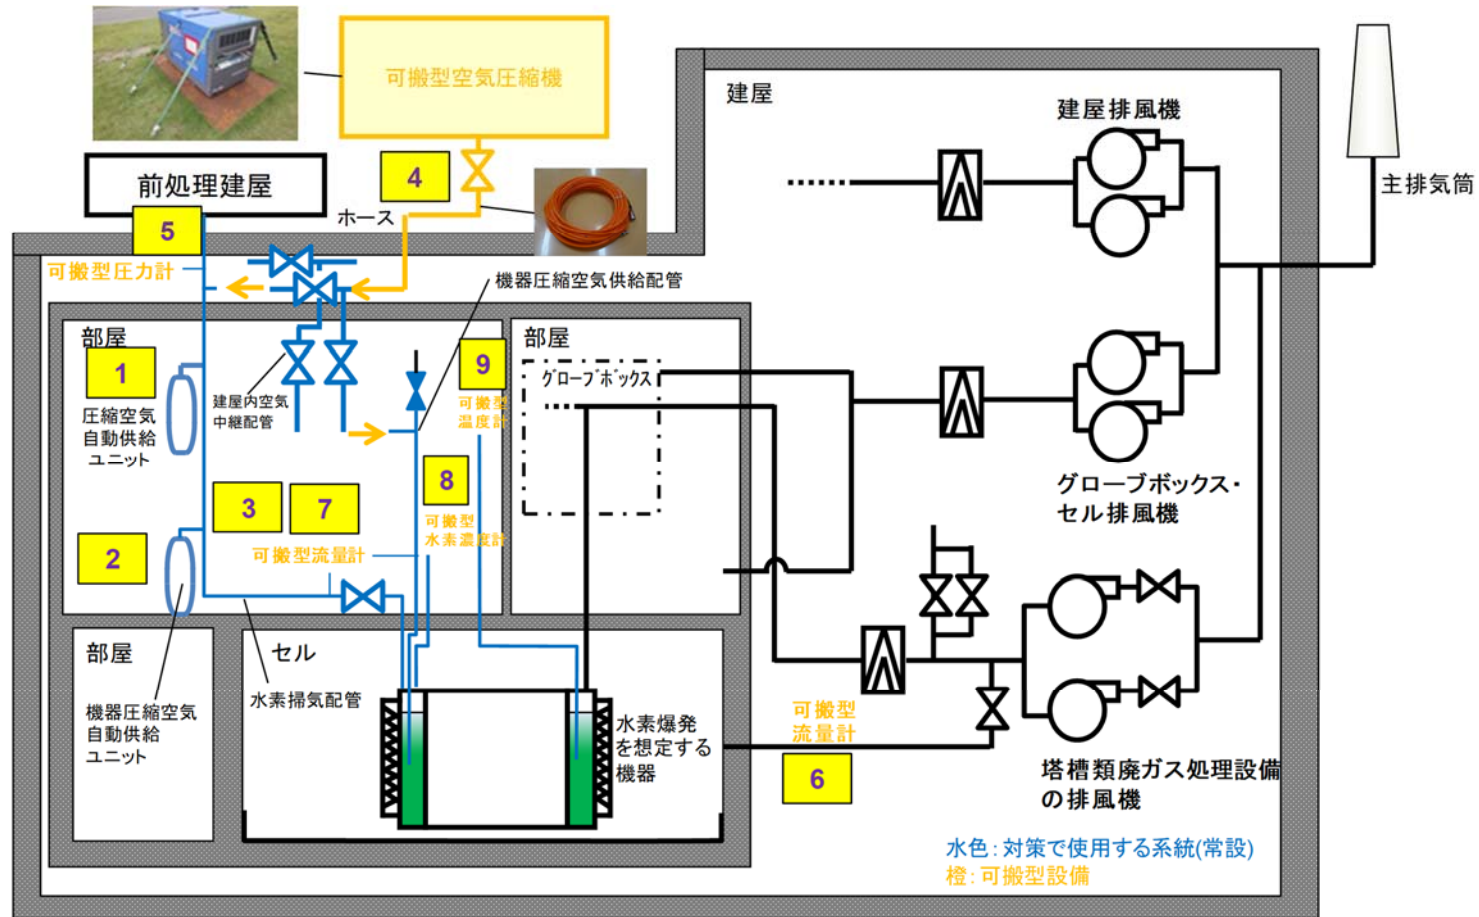 可搬型空気圧縮機
建屋
建屋排風機
前処理建屋
4
ホース
主排気筒
5
可搬型圧力計
機器圧縮空気供給配管
部屋
部屋
1
9
グローブボックス
建屋内空気
中継配管
可搬型
温度計
圧縮空気
自動供給
ユニット
グローブボックス・
セル排風機
8
3
7
可搬型
水素濃度計
2
可搬型流量計
部屋
セル
水素掃気配管
機器圧縮空気
自動供給
ユニット
水素爆発
を想定する
機器
可搬型
流量計
6
塔槽類廃ガス処理設備
の排風機
水色：対策で使用する系統(常設)
橙：可搬型設備